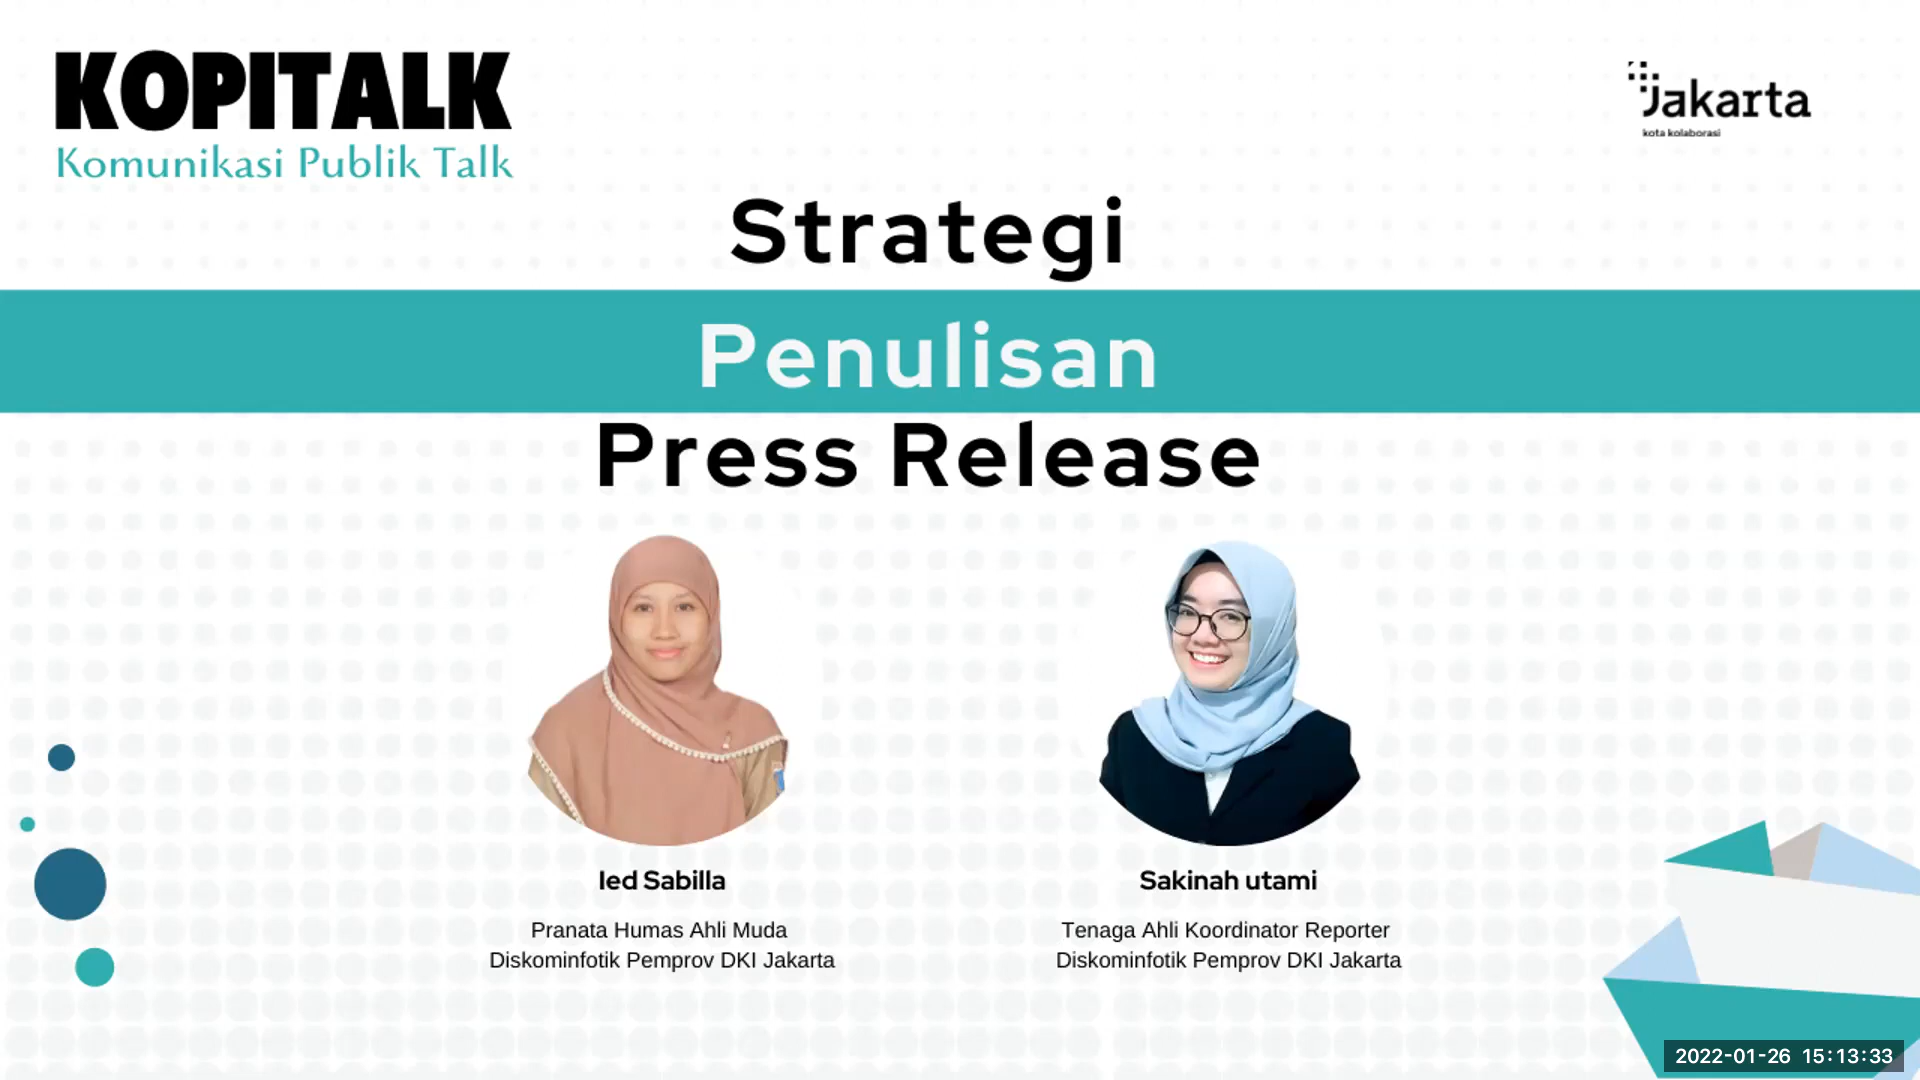 KOPITALK
Komunikasi Publik Talk
Jakarta
kota kolaborasi
Strategi
Penulisan
Press Release
Ied Sabilla
Pranata Humas Ahli Muda
Diskominfotik Pemprov DKI Jakarta
Sakinah utami
Tenaga Ahli Koordinator Reporter
Diskominfotik Pemprov DKI Jakarta
2022-01-26 15:13:33